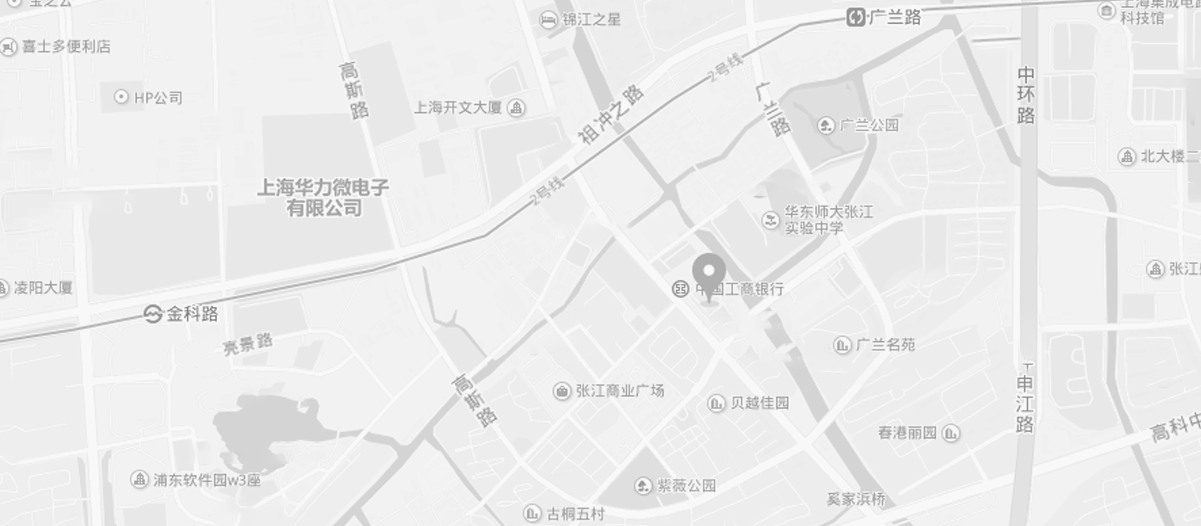 宝之云
锦江之星
广兰路
上海集成电路
科技馆
喜士多便利店
2号线
高斯路
中环路
HP公司
上海开文大厦
祖冲之路
广兰路
广兰公园
北大楼二
上海华力微电子
有限公司
2号线
华东师大张江
实验中学
张江
凌阳大厦
中国工商银行
金科路
亮景路
广兰名苑
高斯路
张江商业广场
贝越佳园
申江路
春港丽园
高科中
浦东软件园w3座
紫薇公园
古桐五村
奚家浜桥